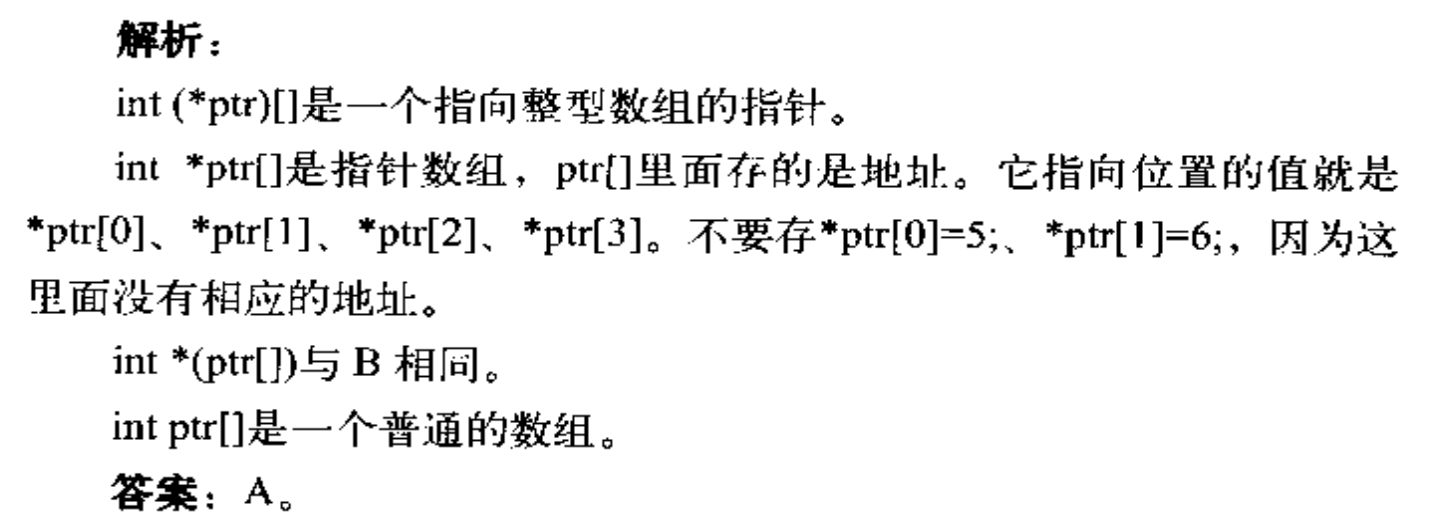 解析：
int (*ptr)[]是一个指向整型数组的指针。
int *ptr[]是指针数组，ptr[]里面存的是地址。它指向位置的值就是
*ptr[0]、*ptr[1]、*ptr[2]、*ptr[3]。不要存*ptr[0]=5;、*ptr[1]=6;，因为这
里面没有相应的地址。
int *(ptr[])与 B 相同。
int ptr[]是一个普通的数组。
答案：A。